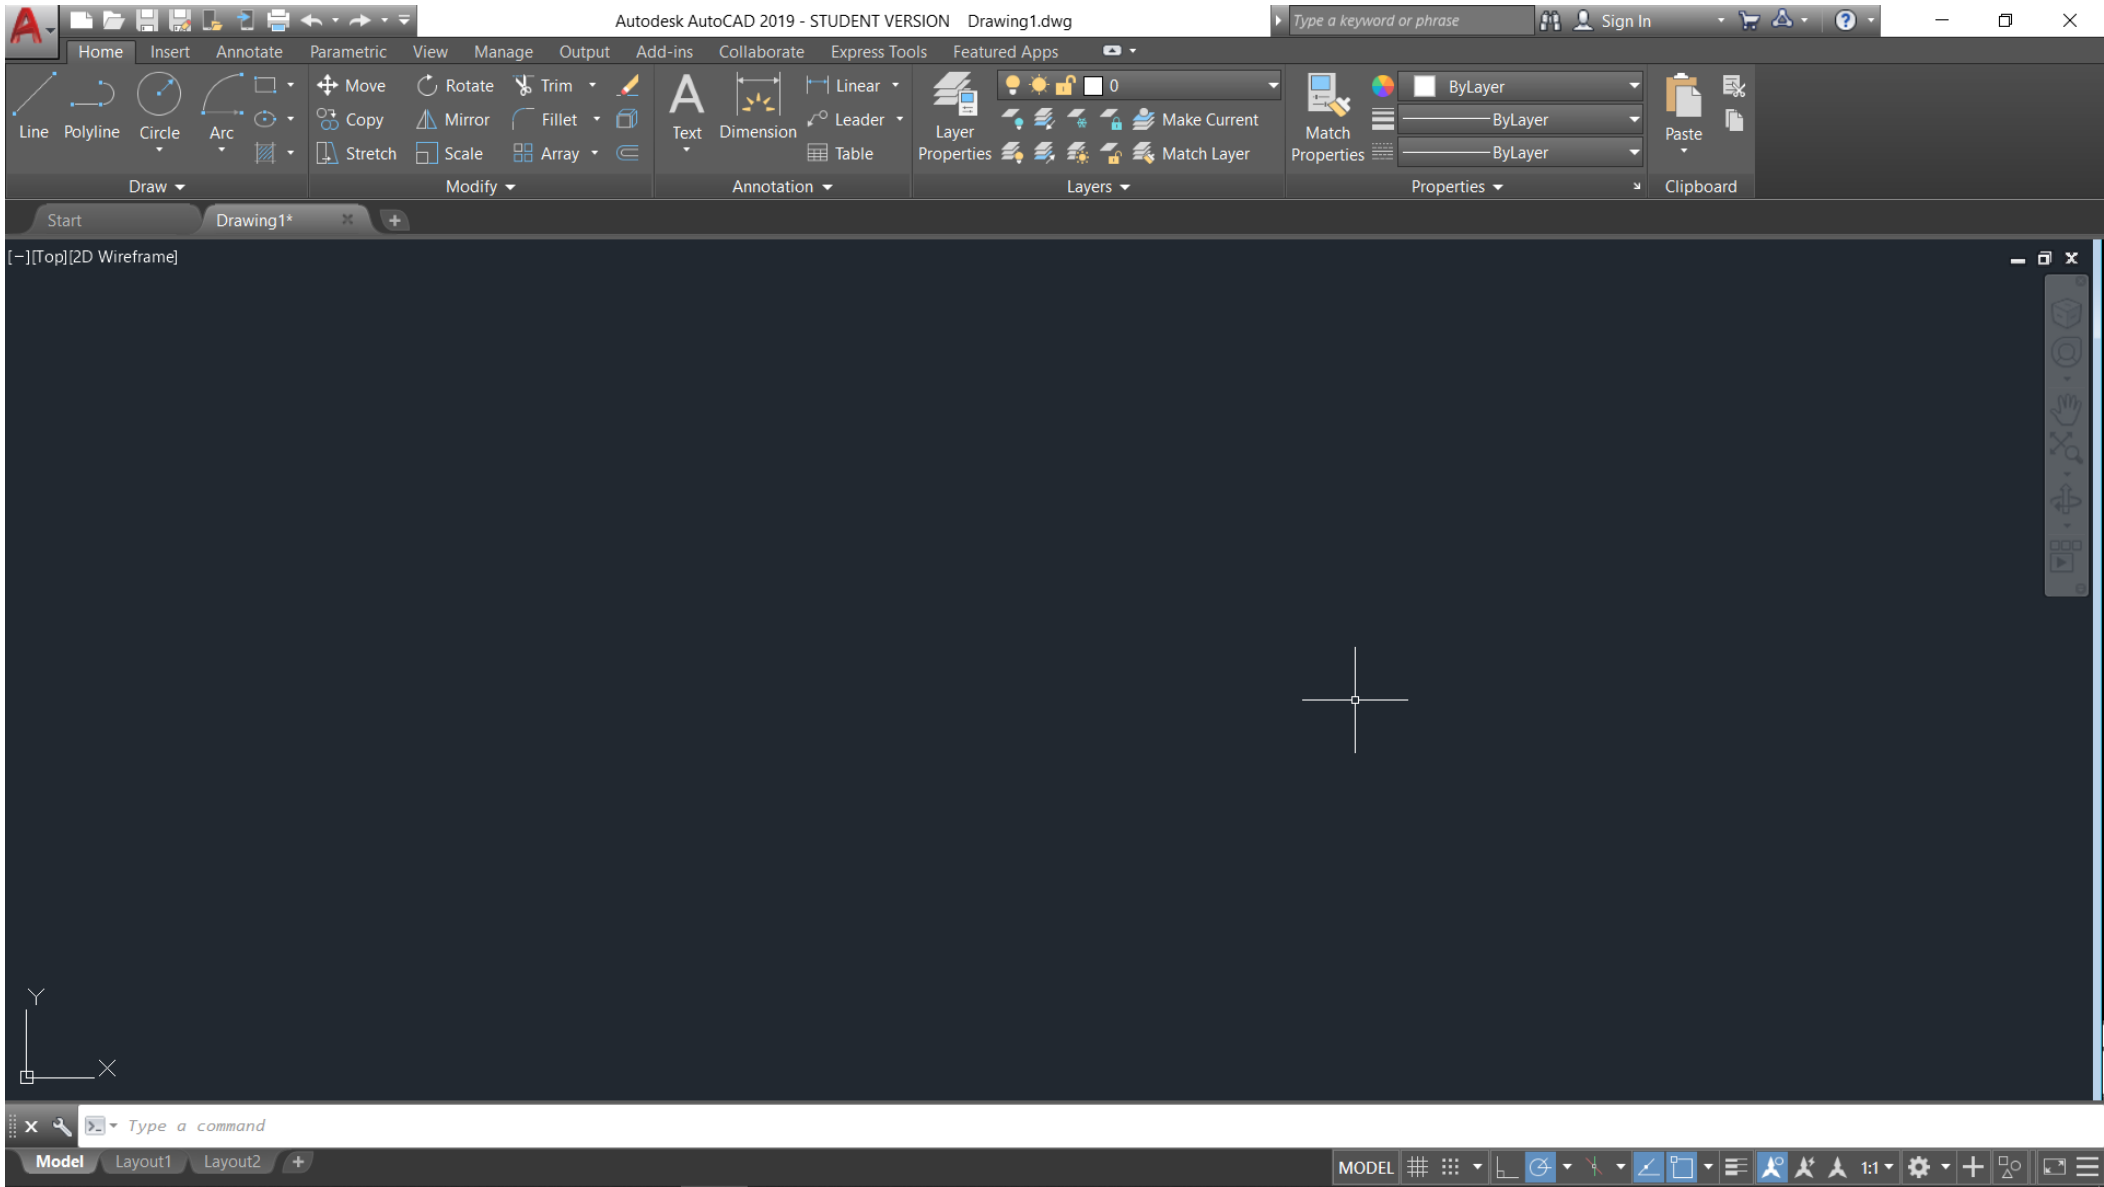 Autodesk AutoCAD 2019 - STUDENT VERSION Drawing1.dwg
Type a keyword or phrase
Sign In
Home Insert Annotate Parametric View Manage Output Add-ins Collaborate Express Tools Featured Apps
Line Polyline Circle Arc
Move Rotate Trim
Copy Mirror Fillet
Stretch Scale Array
Text Dimension
Linear
Leader
Table
Layer Properties
0
Make Current
Match Layer
Match Properties
ByLayer
ByLayer
ByLayer
Paste
Draw Modify Annotation Layers Properties Clipboard
Start Drawing1*
[−][Top][2D Wireframe]
Y
X
Type a command
Model Layout1 Layout2
MODEL 1:1